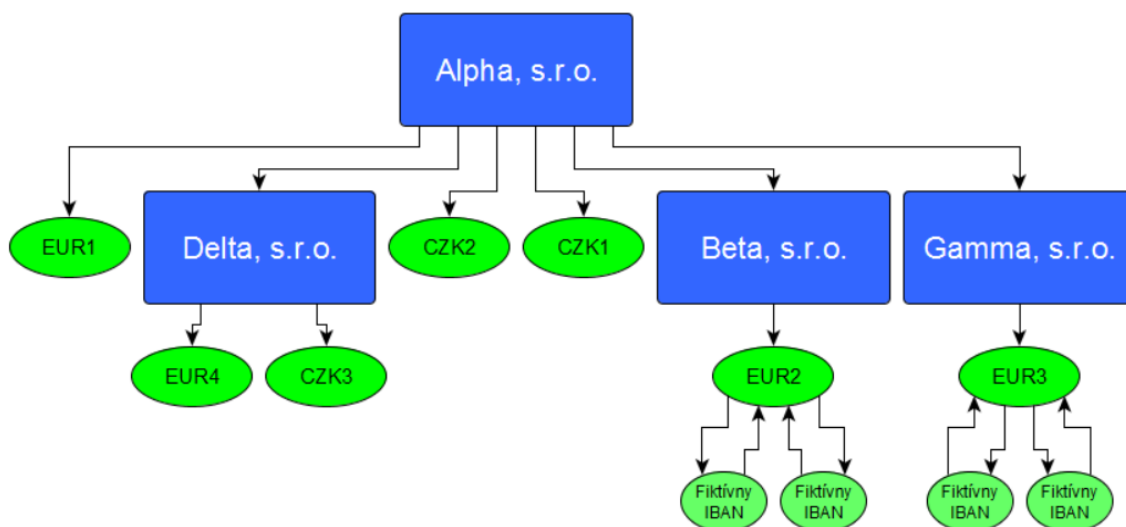 Alpha, s.r.o.
EUR1
Delta, s.r.o.
CZK2
CZK1
Beta, s.r.o.
Gamma, s.r.o.
EUR4
CZK3
EUR2
EUR3
Fiktívny
IBAN
Fiktívny
IBAN
Fiktívny
IBAN
Fiktívny
IBAN